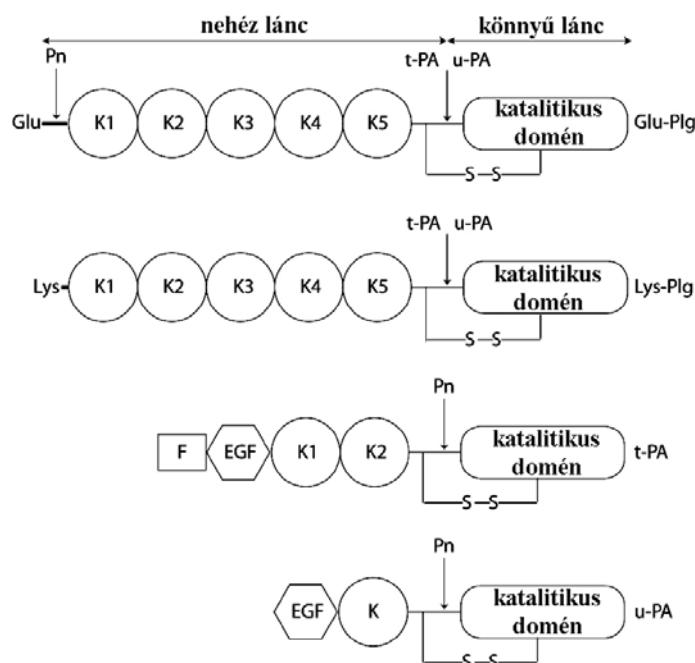 nehéz lánc könnyű lánc
Pn
t-PA u-PA
Glu K1 K2 K3 K4 K5 katalitikus domén Glu-Plg
S S
t-PA u-PA
Lys K1 K2 K3 K4 K5 katalitikus domén Lys-Plg
S S
Pn
F EGF K1 K2 katalitikus domén t-PA
S S
Pn
EGF K katalitikus domén u-PA
S S